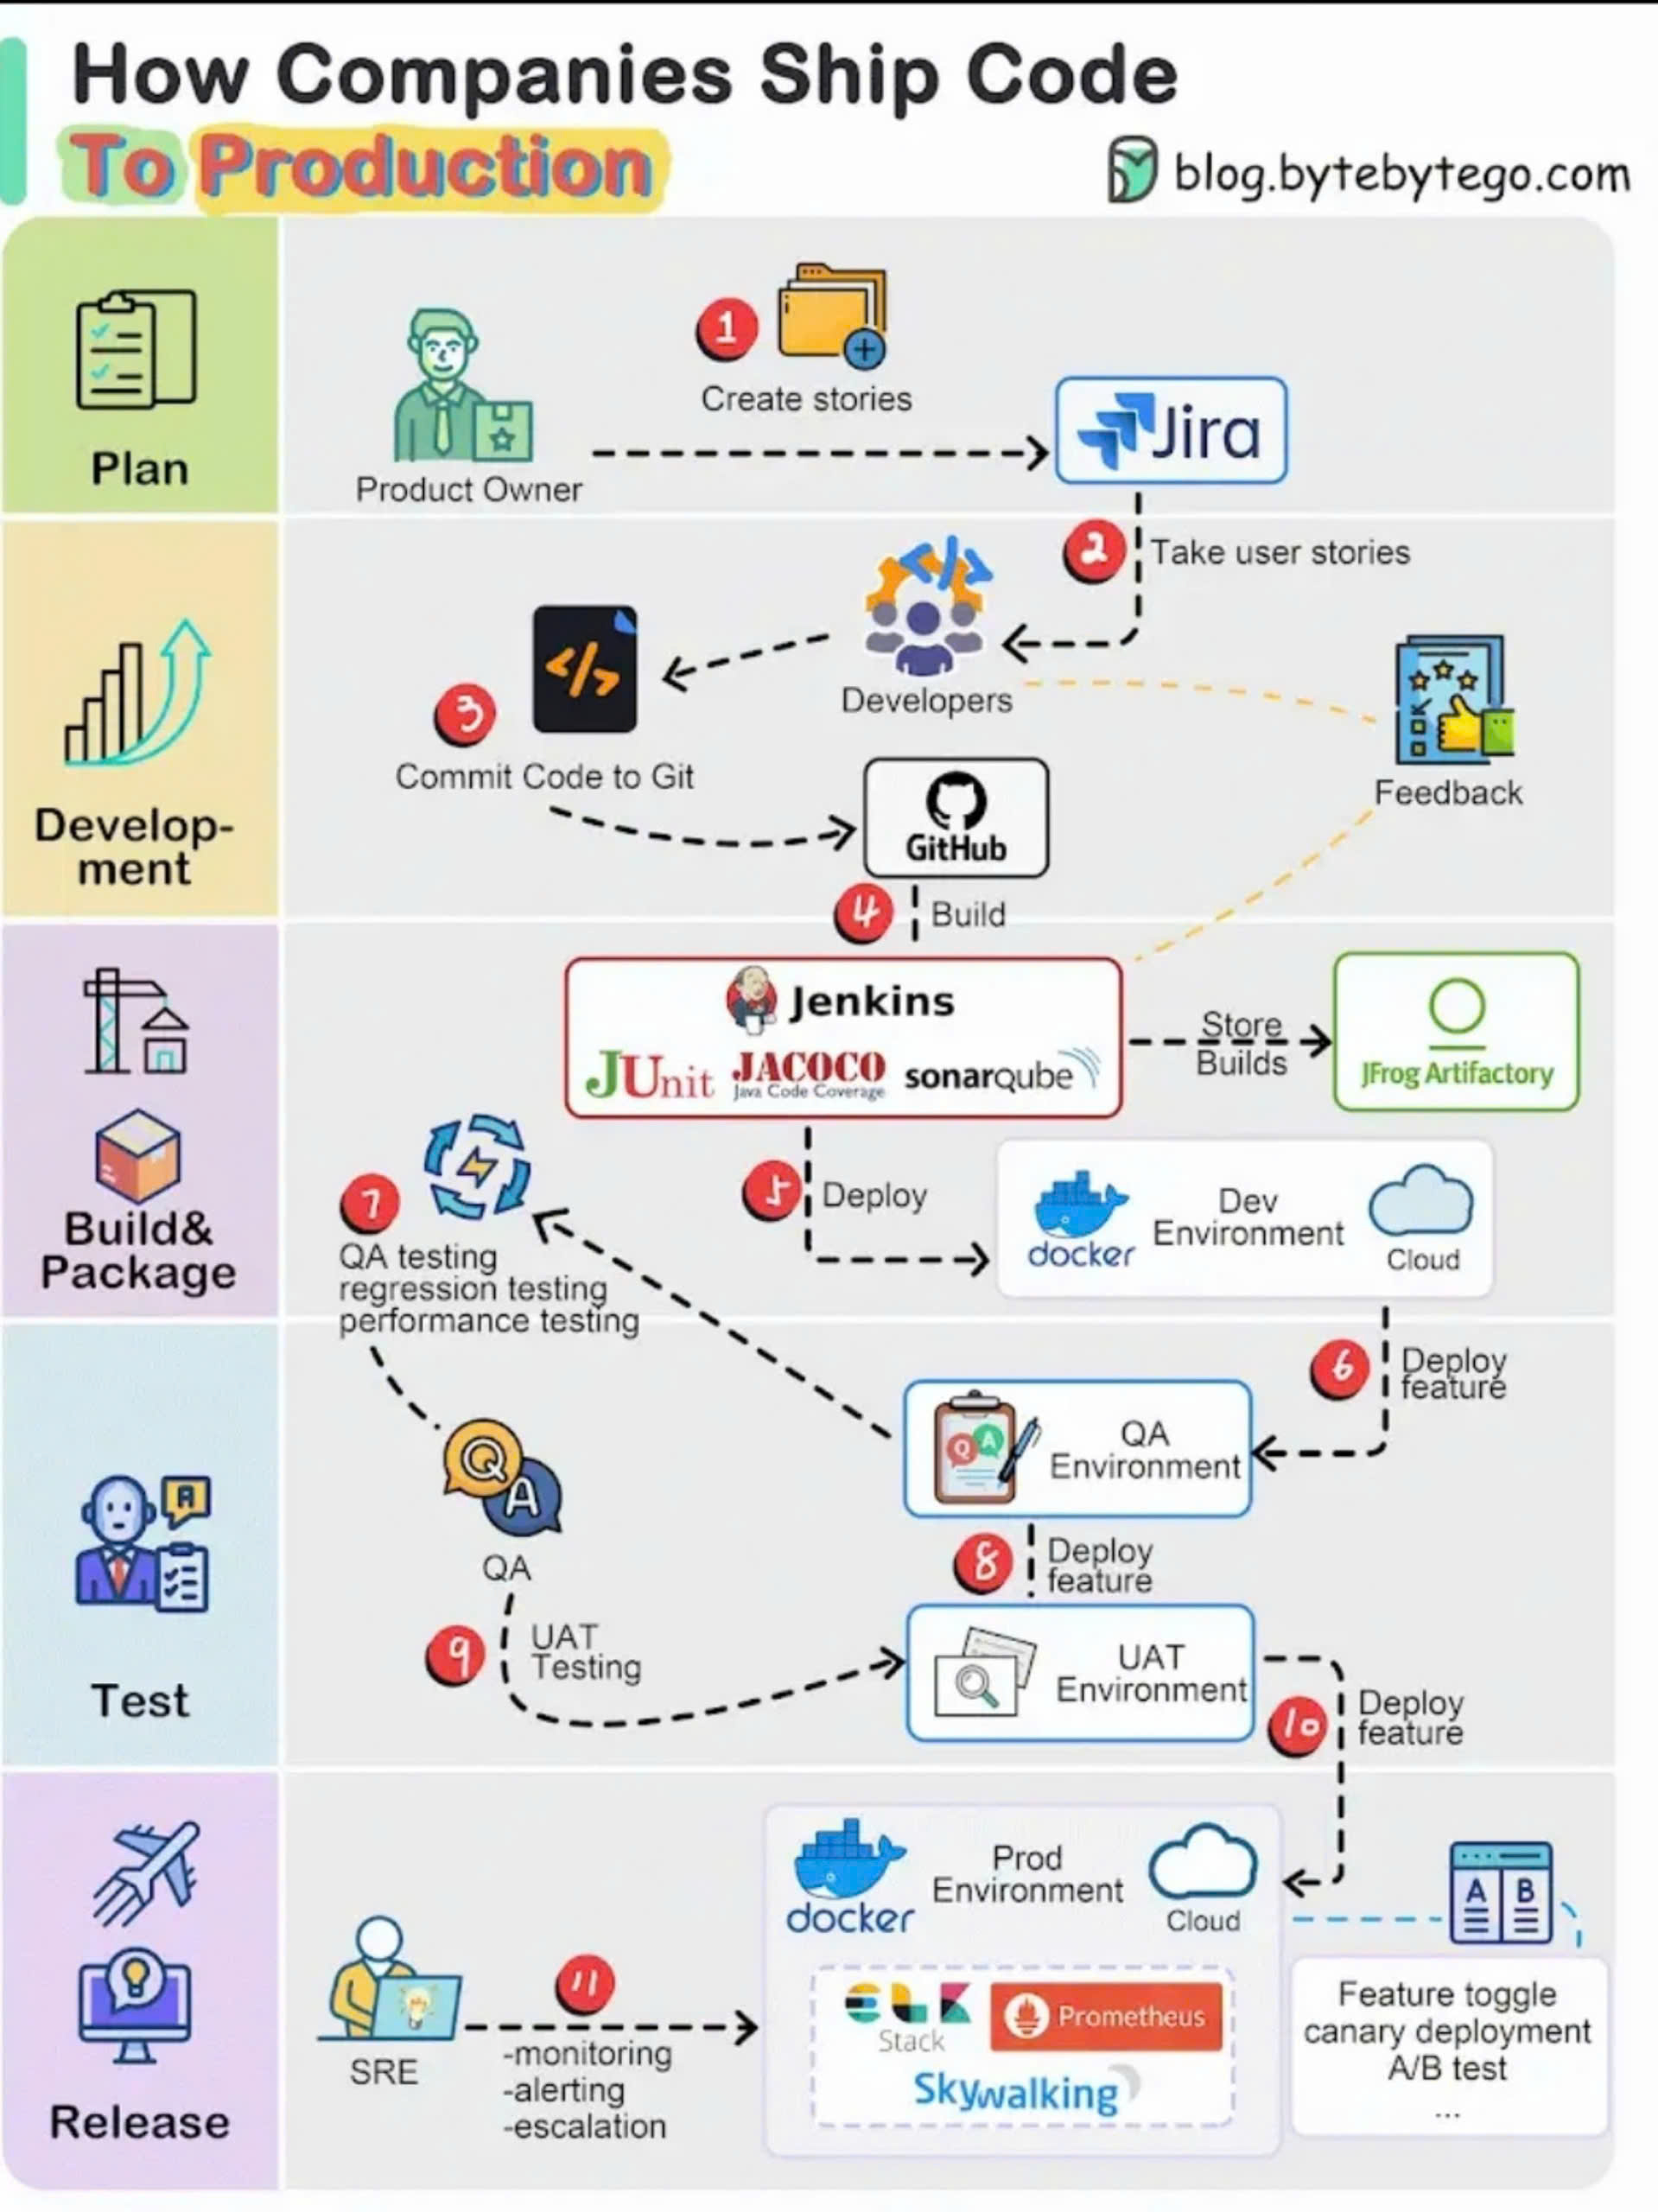 How Companies Ship Code
To Production
blog.bytebytego.com
Plan
Product Owner
1
Create stories
Jira
2
Take user stories
Develop-
ment
Developers
3
Commit Code to Git
GitHub
Feedback
4
Build
Build&
Package
Jenkins
JUnit
JACOCO
Java Code Coverage
sonarqube
Store
Builds
JFrog Artifactory
5
Deploy
docker
Dev
Environment
Cloud
6
Deploy
feature
7
QA testing
regression testing
performance testing
Test
A
Q A
QA
Q A
QA
Environment
8
Deploy
feature
9
UAT
Testing
UAT
Environment
10
Deploy
feature
Release
SRE
11
-monitoring
-alerting
-escalation
docker
Prod
Environment
Cloud
ELK
Stack
Prometheus
Skywalking
A B
Feature toggle
canary deployment
A/B test
...